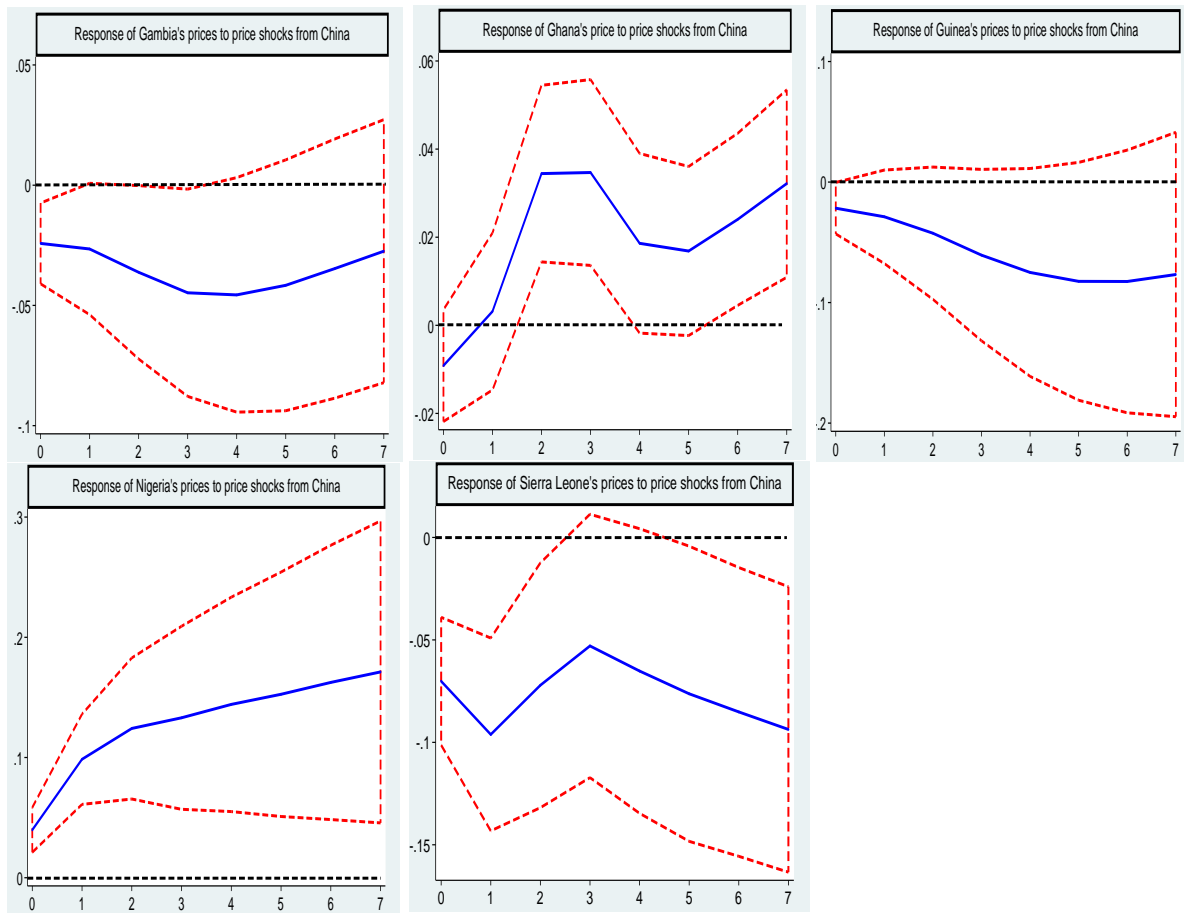 Response of Gambia's prices to price shocks from China
.05
0
-.05
-.1
0 1 2 3 4 5 6 7
Response of Ghana's price to price shocks from China
.06
.04
.02
0
-.02
0 1 2 3 4 5 6 7
Response of Guinea's prices to price shocks from China
.1
0
-.1
-.2
0 1 2 3 4 5 6 7
Response of Nigeria's prices to price shocks from China
.3
.2
.1
0
0 1 2 3 4 5 6 7
Response of Sierra Leone's prices to price shocks from China
0
-.05
-.1
-.15
0 1 2 3 4 5 6 7